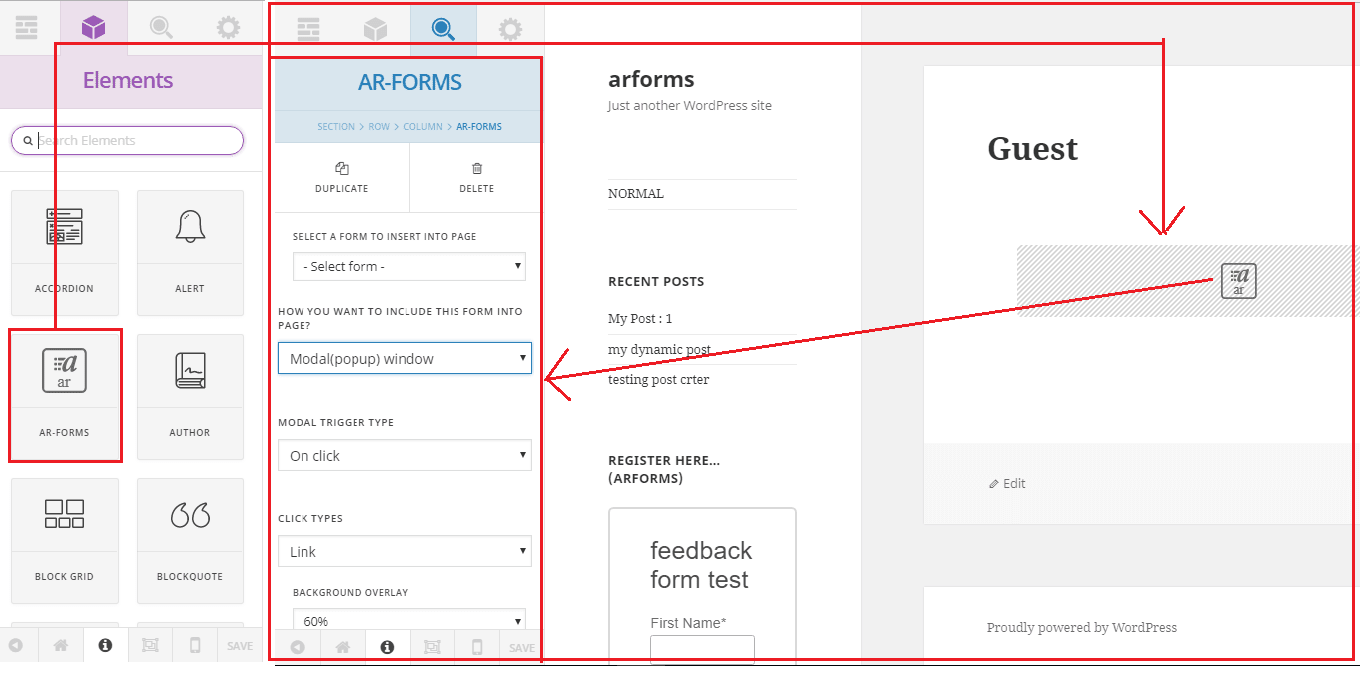 Elements
Search Elements
ACCORDION
ALERT
ar
AR-FORMS
AUTHOR
BLOCK GRID
BLOCKQUOTE
SAVE
AR-FORMS
SECTION > ROW > COLUMN > AR-FORMS
DUPLICATE
DELETE
SELECT A FORM TO INSERT INTO PAGE
- Select form -
HOW YOU WANT TO INCLUDE THIS FORM INTO
PAGE?
Modal(popup) window
MODAL TRIGGER TYPE
On click
CLICK TYPES
Link
BACKGROUND OVERLAY
60%
SAVE
arforms
Just another WordPress site
NORMAL
RECENT POSTS
My Post : 1
my dynamic post
testing post crter
REGISTER HERE...
(ARFORMS)
feedback
form test
First Name*
Guest
ar
Edit
Proudly powered by WordPress